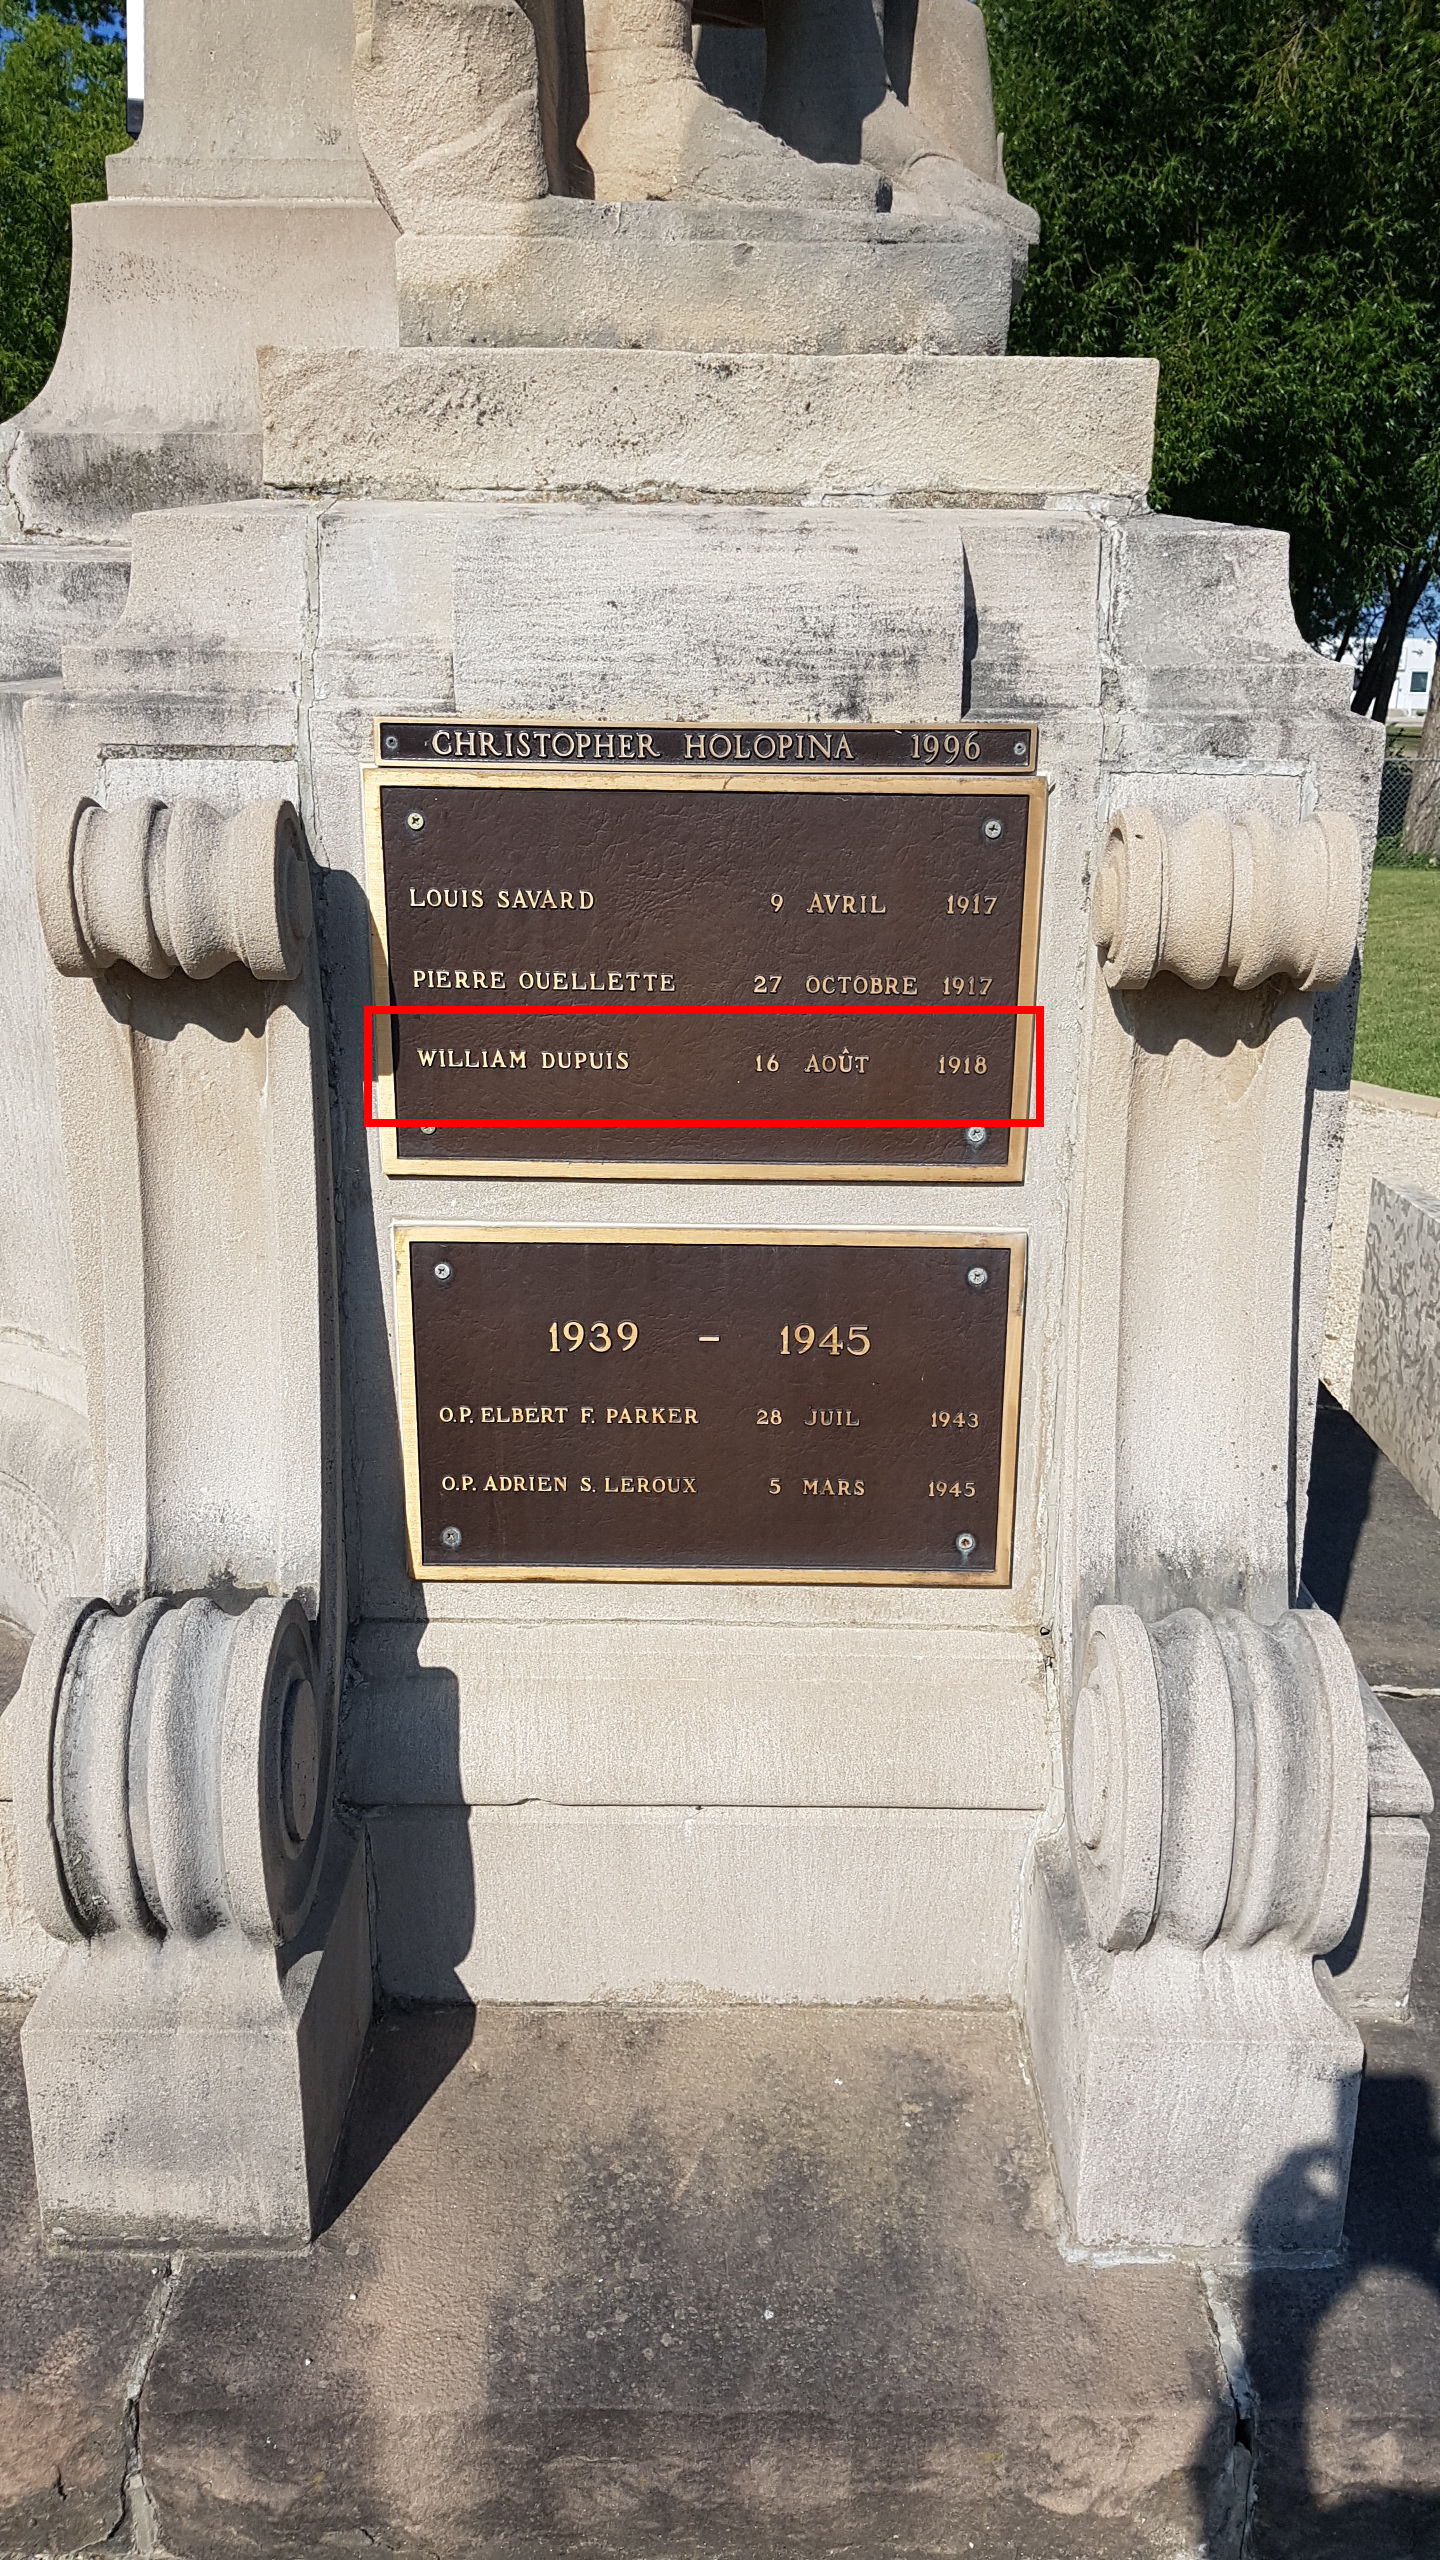 CHRISTOPHER HOLOPINA 1996
LOUIS SAVARD 9 AVRIL 1917
PIERRE OUELLETTE 27 OCTOBRE 1917
WILLIAM DUPUIS 16 AOÛT 1918
1939 - 1945
O.P. ELBERT F. PARKER 28 JUIL 1943
O.P. ADRIEN S. LEROUX 5 MARS 1945